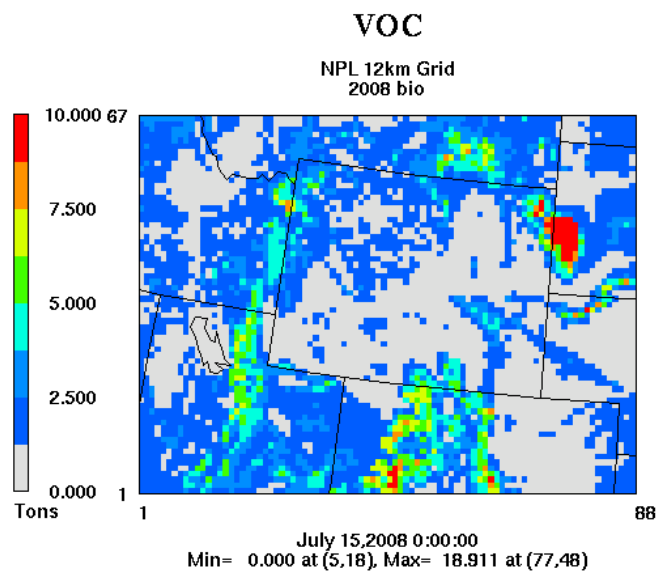 VOC
NPL 12km Grid
2008 bio
10.000
7.500
5.000
2.500
0.000
Tons
67
1
1
88
July 15,2008 0:00:00
Min= 0.000 at (5,18), Max= 18.911 at (77,48)